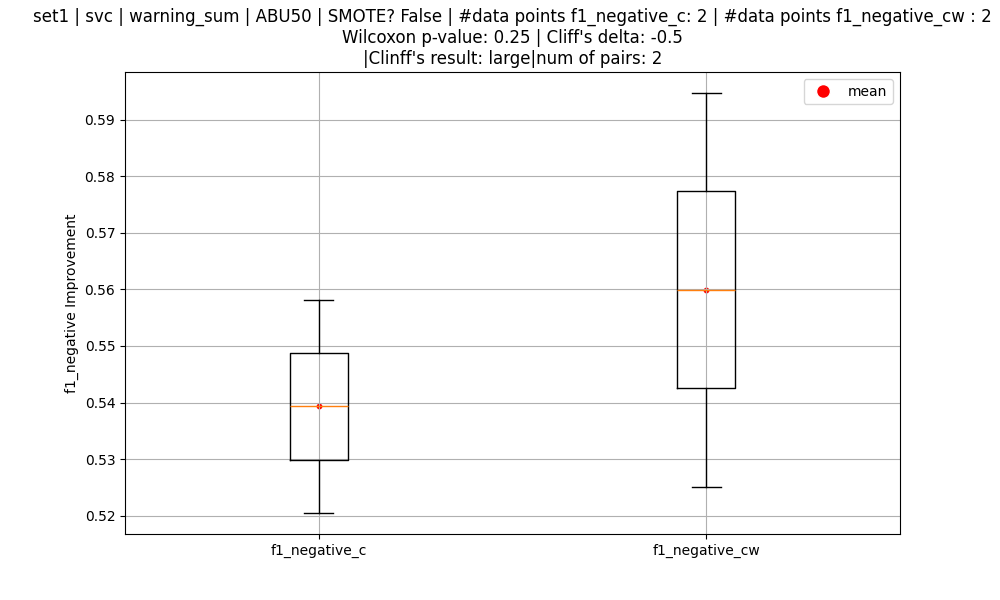 set1 | svc | warning_sum | ABU50 | SMOTE? False | #data points f1_negative_c: 2 | #data points f1_negative_cw : 2
Wilcoxon p-value: 0.25 | Cliff's delta: -0.5
|Clinff's result: large|num of pairs: 2
mean
0.59
0.58
0.57
0.56
0.55
0.54
0.53
0.52
f1_negative Improvement
f1_negative_c
f1_negative_cw